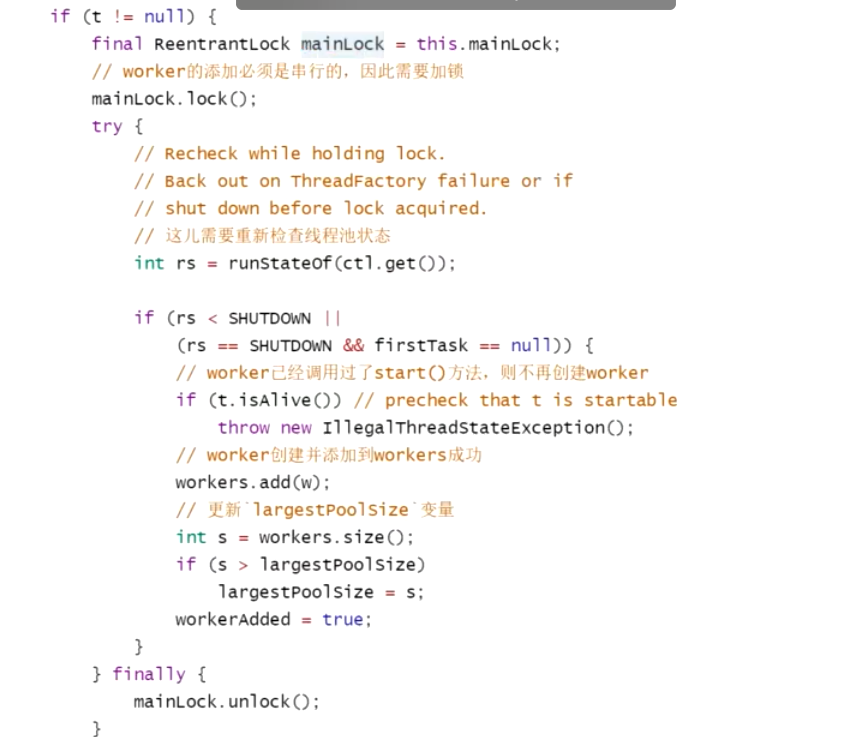 if (t != null) {
final ReentrantLock mainLock = this.mainLock;
// worker的添加必须是串行的，因此需要加锁
mainLock.lock();
try {
// Recheck while holding lock.
// Back out on ThreadFactory failure or if
// shut down before lock acquired.
// 这儿需要重新检查线程池状态
int rs = runStateOf(ctl.get());
if (rs < SHUTDOWN ||
(rs == SHUTDOWN && firstTask == null)) {
// worker已经调用过了start()方法，则不再创建worker
if (t.isAlive()) // precheck that t is startable
throw new IllegalThreadStateException();
// worker创建并添加到workers成功
workers.add(w);
// 更新`largestPoolSize`变量
int s = workers.size();
if (s > largestPoolSize)
largestPoolSize = s;
workerAdded = true;
}
} finally {
mainLock.unlock();
}